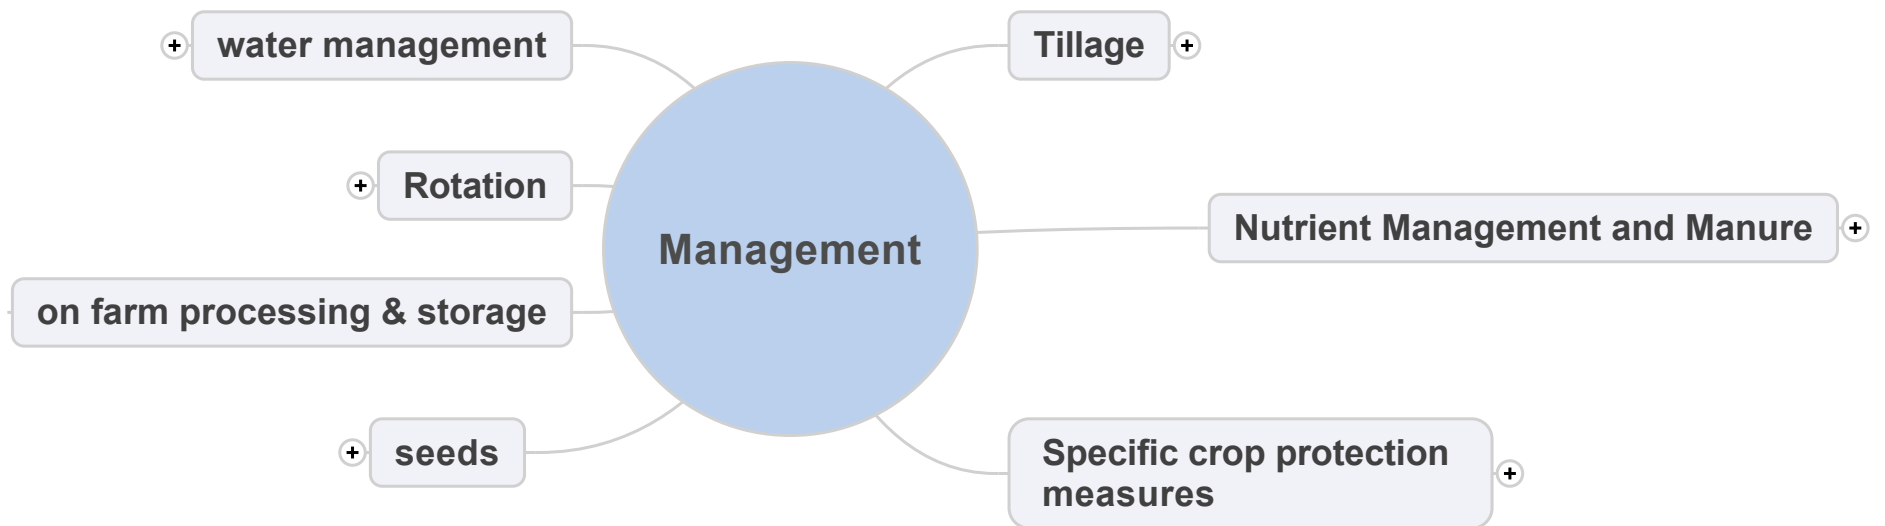 water management
Tillage
Rotation
Nutrient Management and Manure
Management
on farm processing & storage
seeds
Specific crop protection
measures